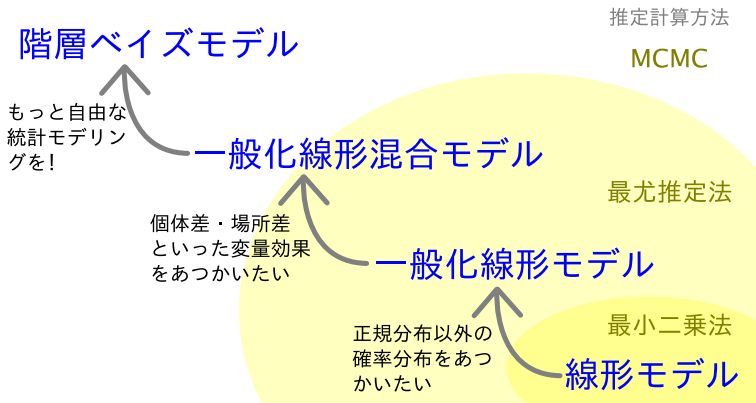 推定計算方法
階層ベイズモデル
MCMC
もっと自由な
統計モデリン
グを!
一般化線形混合モデル
最尤推定法
個体差・場所差
といった変量効果
をあつかいたい
一般化線形モデル
最小二乗法
正規分布以外の
確率分布をあつ
かいたい
線形モデル